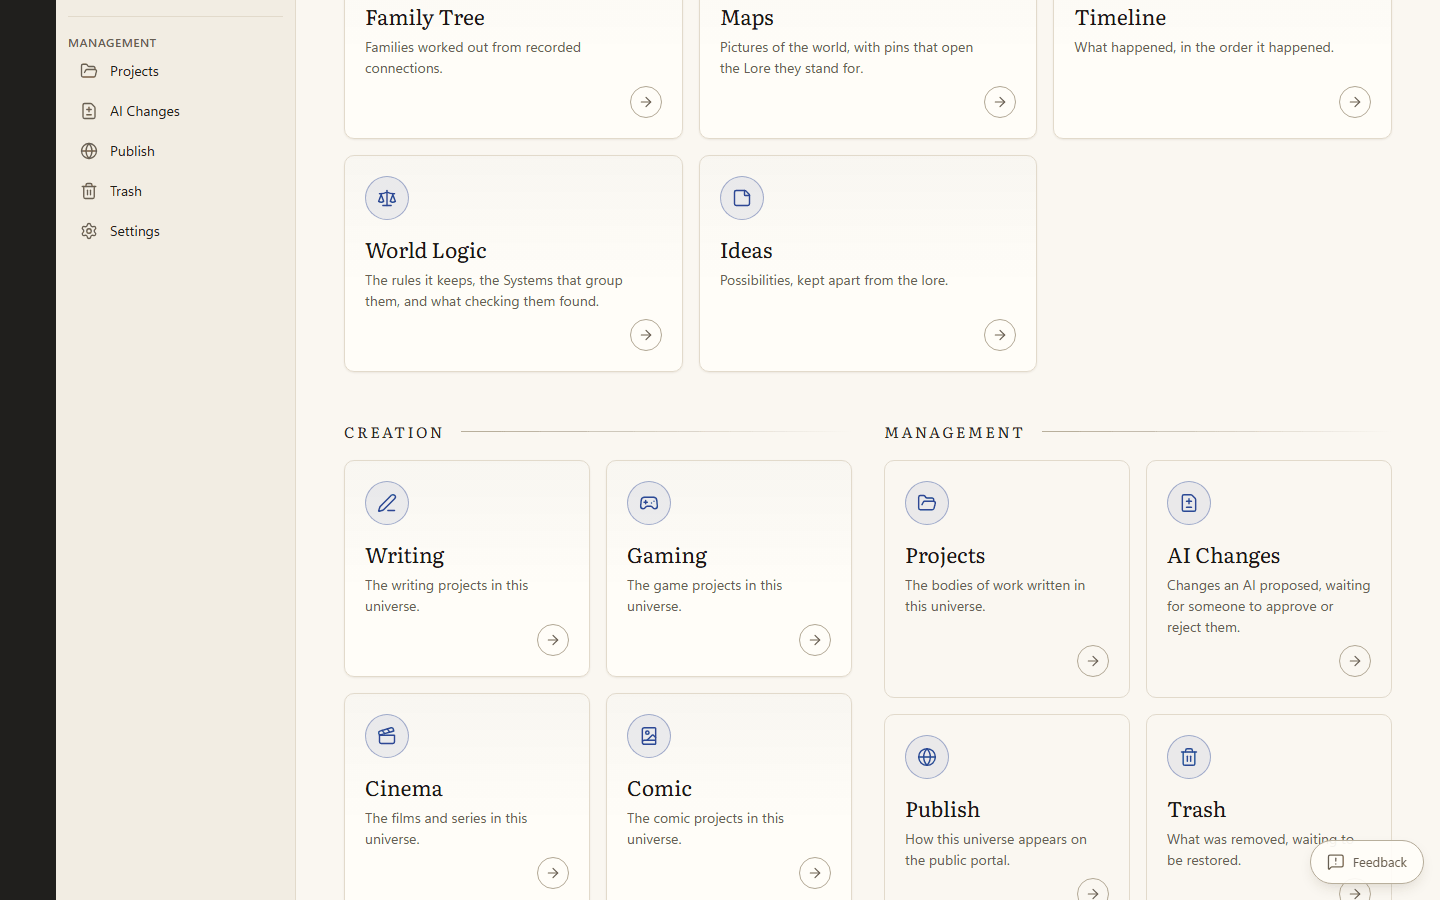 MANAGEMENT
Projects
AI Changes
Publish
Trash
Settings
Family Tree
Families worked out from recorded
connections.
Maps
Pictures of the world, with pins that open
the Lore they stand for.
Timeline
What happened, in the order it happened.
World Logic
The rules it keeps, the Systems that group
them, and what checking them found.
Ideas
Possibilities, kept apart from the lore.
CREATION
Writing
The writing projects in this
universe.
Gaming
The game projects in this
universe.
Cinema
The films and series in this
universe.
Comic
The comic projects in this
universe.
MANAGEMENT
Projects
The bodies of work written in
this universe.
AI Changes
Changes an AI proposed, waiting
for someone to approve or
reject them.
Publish
How this universe appears on
the public portal.
Trash
What was removed, waiting to
be restored.
Feedback